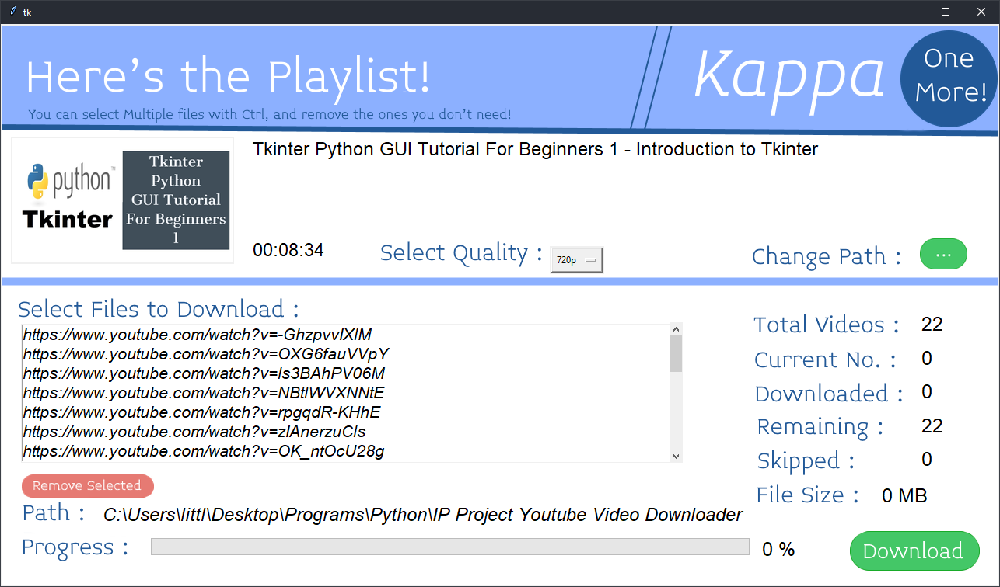 tk
Here's the Playlist!
You can select Multiple files with Ctrl, and remove the ones you don't need!
Kappa
One
More!
python™
Tkinter
Tkinter
Python
GUI Tutorial
For Beginners
1
Tkinter Python GUI Tutorial For Beginners 1 - Introduction to Tkinter
00:08:34
Select Quality :
720p
Change Path :
...
Select Files to Download :
https://www.youtube.com/watch?v=-GhzpvvIXlM
https://www.youtube.com/watch?v=OXG6fauVVpY
https://www.youtube.com/watch?v=Is3BAhPV06M
https://www.youtube.com/watch?v=NBtIWVXNNtE
https://www.youtube.com/watch?v=rpgqdR-KHhE
https://www.youtube.com/watch?v=zIAnerzuCIs
https://www.youtube.com/watch?v=OK_ntOcU28g
Remove Selected
Total Videos : 22
Current No. : 0
Downloaded : 0
Remaining : 22
Skipped : 0
File Size : 0 MB
Path : C:\Users\littl\Desktop\Programs\Python\IP Project Youtube Video Downloader
Progress : 0 %
Download